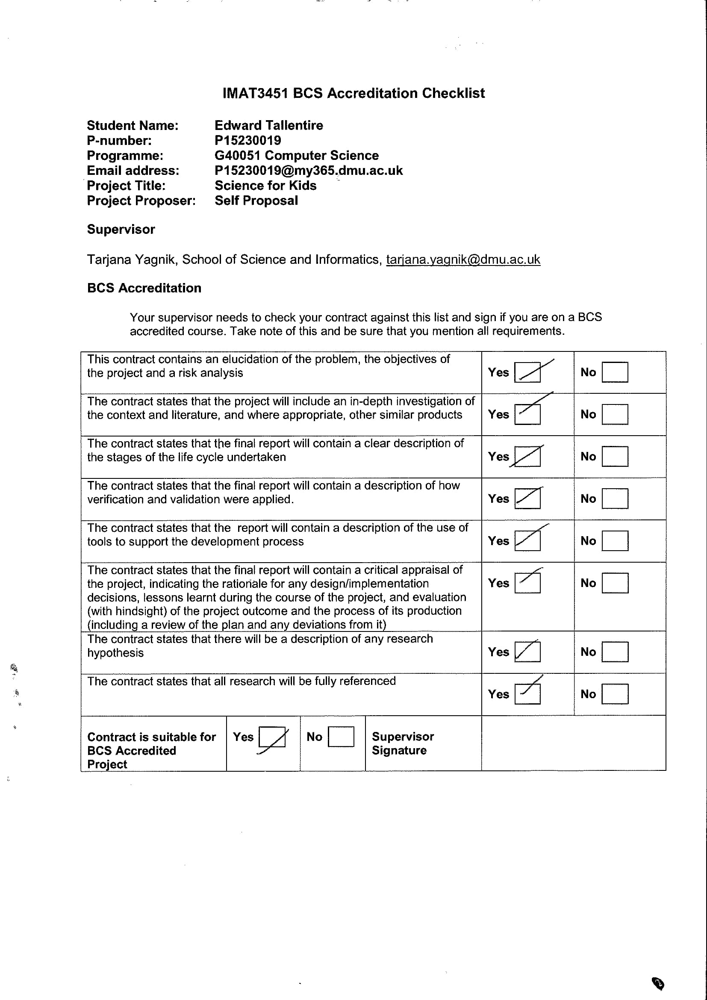 IMAT3451 BCS Accreditation Checklist
Student Name: Edward Tallentire
P-number: P15230019
Programme: G40051 Computer Science
Email address: P15230019@my365.dmu.ac.uk
Project Title: Science for Kids
Project Proposer: Self Proposal
Supervisor
Tarjana Yagnik, School of Science and Informatics, tarjana.yagnik@dmu.ac.uk
BCS Accreditation
Your supervisor needs to check your contract against this list and sign if you are on a BCS
accredited course. Take note of this and be sure that you mention all requirements.
This contract contains an elucidation of the problem, the objectives of
the project and a risk analysis
Yes No
The contract states that the project will include an in-depth investigation of
the context and literature, and where appropriate, other similar products
Yes No
The contract states that the final report will contain a clear description of
the stages of the life cycle undertaken
Yes No
The contract states that the final report will contain a description of how
verification and validation were applied.
Yes No
The contract states that the report will contain a description of the use of
tools to support the development process
Yes No
The contract states that the final report will contain a critical appraisal of
the project, indicating the rationale for any design/implementation
decisions, lessons learnt during the course of the project, and evaluation
(with hindsight) of the project outcome and the process of its production
(including a review of the plan and any deviations from it)
Yes No
The contract states that there will be a description of any research
hypothesis
Yes No
The contract states that all research will be fully referenced
Yes No
Contract is suitable for
BCS Accredited
Project
Yes No
Supervisor
Signature